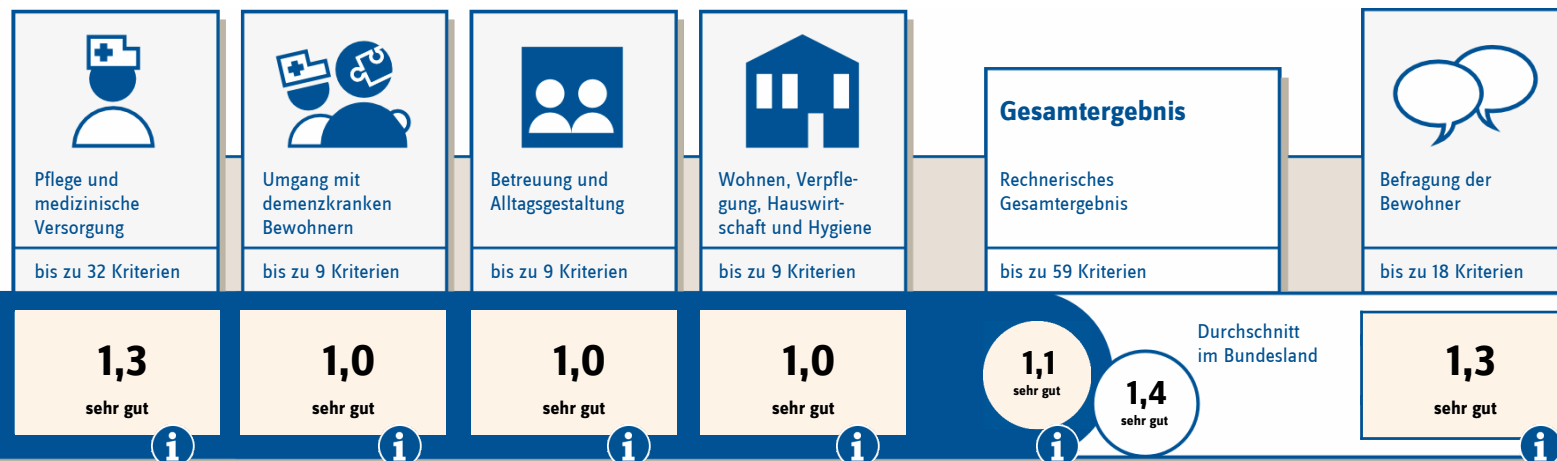 Pflege und
medizinische
Versorgung
bis zu 32 Kriterien
1,3
sehr gut
i
Umgang mit
demenzkranken
Bewohnern
bis zu 9 Kriterien
1,0
sehr gut
i
Betreuung und
Alltagsgestaltung
bis zu 9 Kriterien
1,0
sehr gut
i
Wohnen, Verpfle-
gung, Hauswirt-
schaft und Hygiene
bis zu 9 Kriterien
1,0
sehr gut
i
Gesamtergebnis
Rechnerisches
Gesamtergebnis
bis zu 59 Kriterien
1,1
sehr gut
i
Durchschnitt
im Bundesland
1,4
sehr gut
Befragung der
Bewohner
bis zu 18 Kriterien
1,3
sehr gut
i